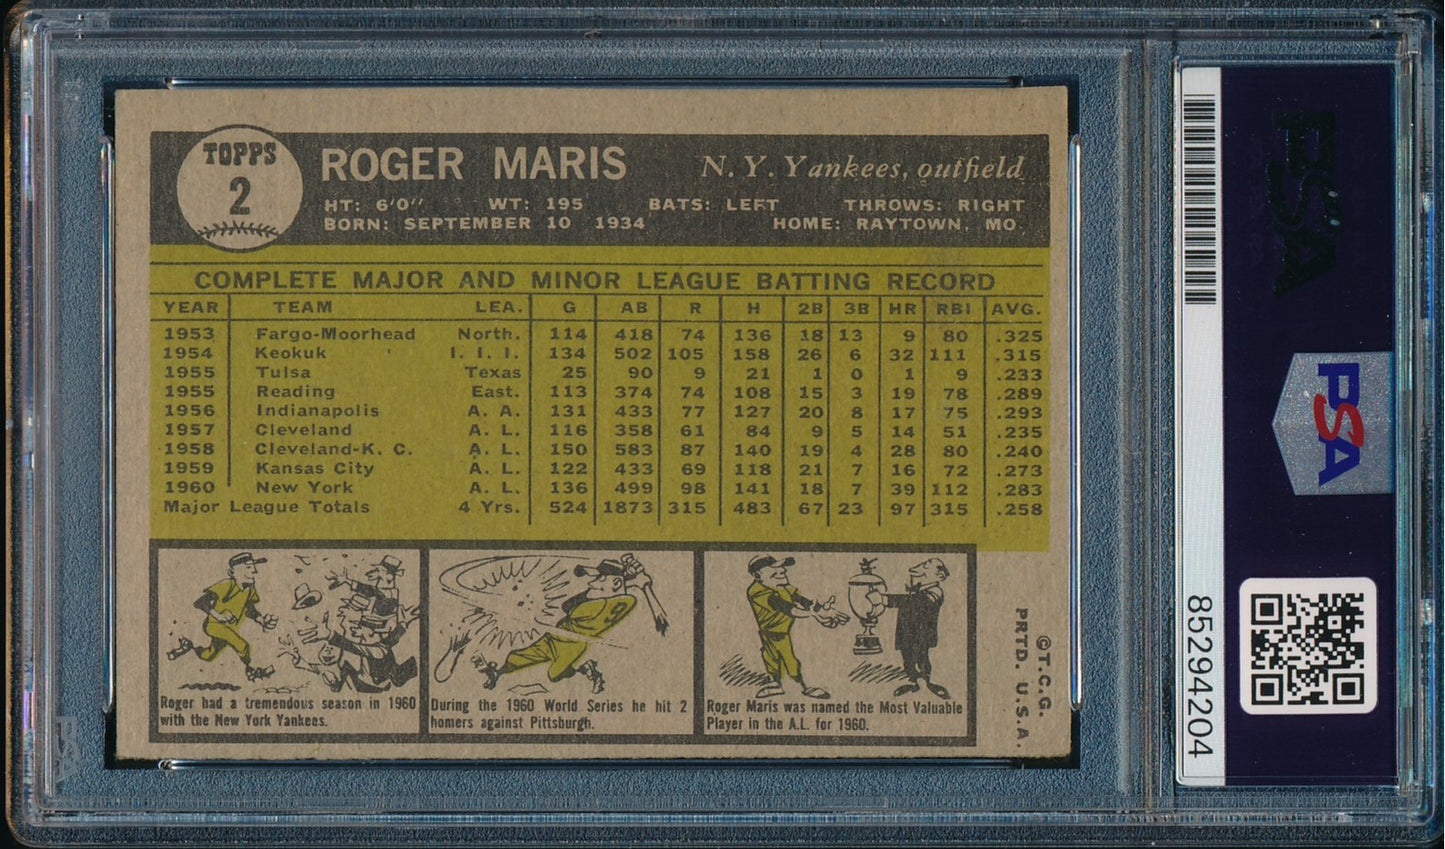 TOPPS
2
ROGER MARIS N.Y. Yankees, outfield
HT: 6'0" WT: 195 BATS: LEFT THROWS: RIGHT
BORN: SEPTEMBER 10 1934 HOME: RAYTOWN, MO.
COMPLETE MAJOR AND MINOR LEAGUE BATTING RECORD
YEAR TEAM LEA. G AB R H 2B 3B HR RBI AVG.
1953 Fargo-Moorhead North. 114 418 74 136 18 13 9 80 .325
1954 Keokuk I. I. I. 134 502 105 158 26 6 32 111 .315
1955 Tulsa Texas 25 90 9 21 1 0 1 9 .233
1955 Reading East. 113 374 74 108 15 3 19 78 .289
1956 Indianapolis A. A. 131 433 77 127 20 8 17 75 .293
1957 Cleveland A. L. 116 358 61 84 9 5 14 51 .235
1958 Cleveland-K. C. A. L. 150 583 87 140 19 4 28 80 .240
1959 Kansas City A. L. 122 433 69 118 21 7 16 72 .273
1960 New York A. L. 136 499 98 141 18 7 39 112 .283
Major League Totals 4 Yrs. 524 1873 315 483 67 23 97 315 .258
9
Roger had a tremendous season in 1960
with the New York Yankees.
During the 1960 World Series he hit 2
homers against Pittsburgh.
Roger Maris was named the Most Valuable
Player in the A.L. for 1960.
©T.C.G.
PRTD. U.S.A.
PSA
PSA
85294204